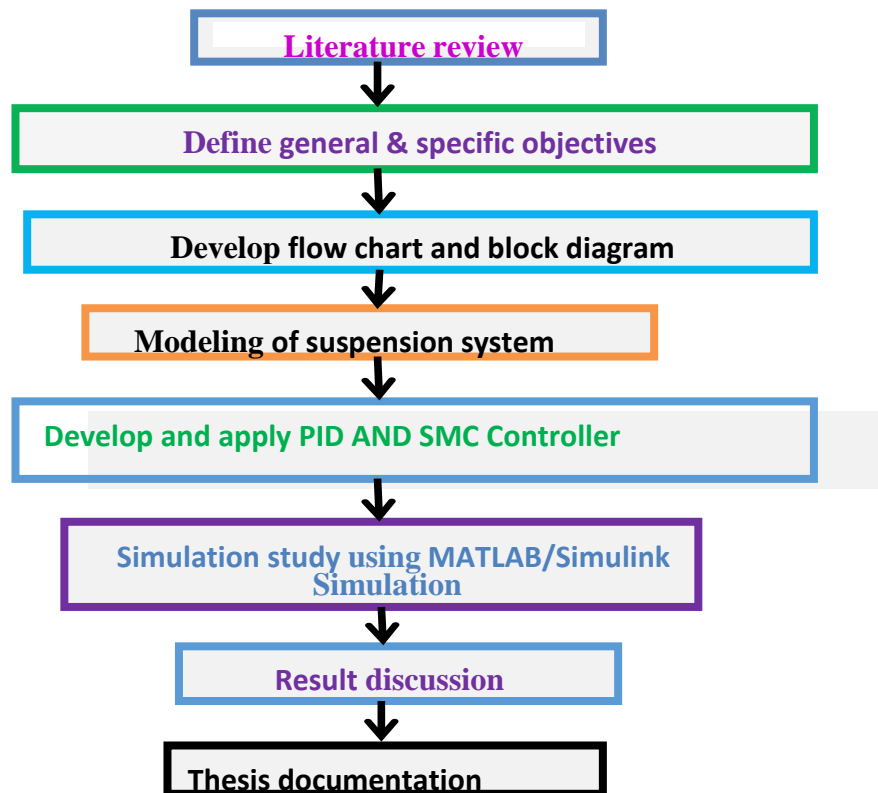 Literature review
Define general & specific objectives
Develop flow chart and block diagram
Modeling of suspension system
Develop and apply PID AND SMC Controller
Simulation study using MATLAB/Simulink
Simulation
Result discussion
Thesis documentation